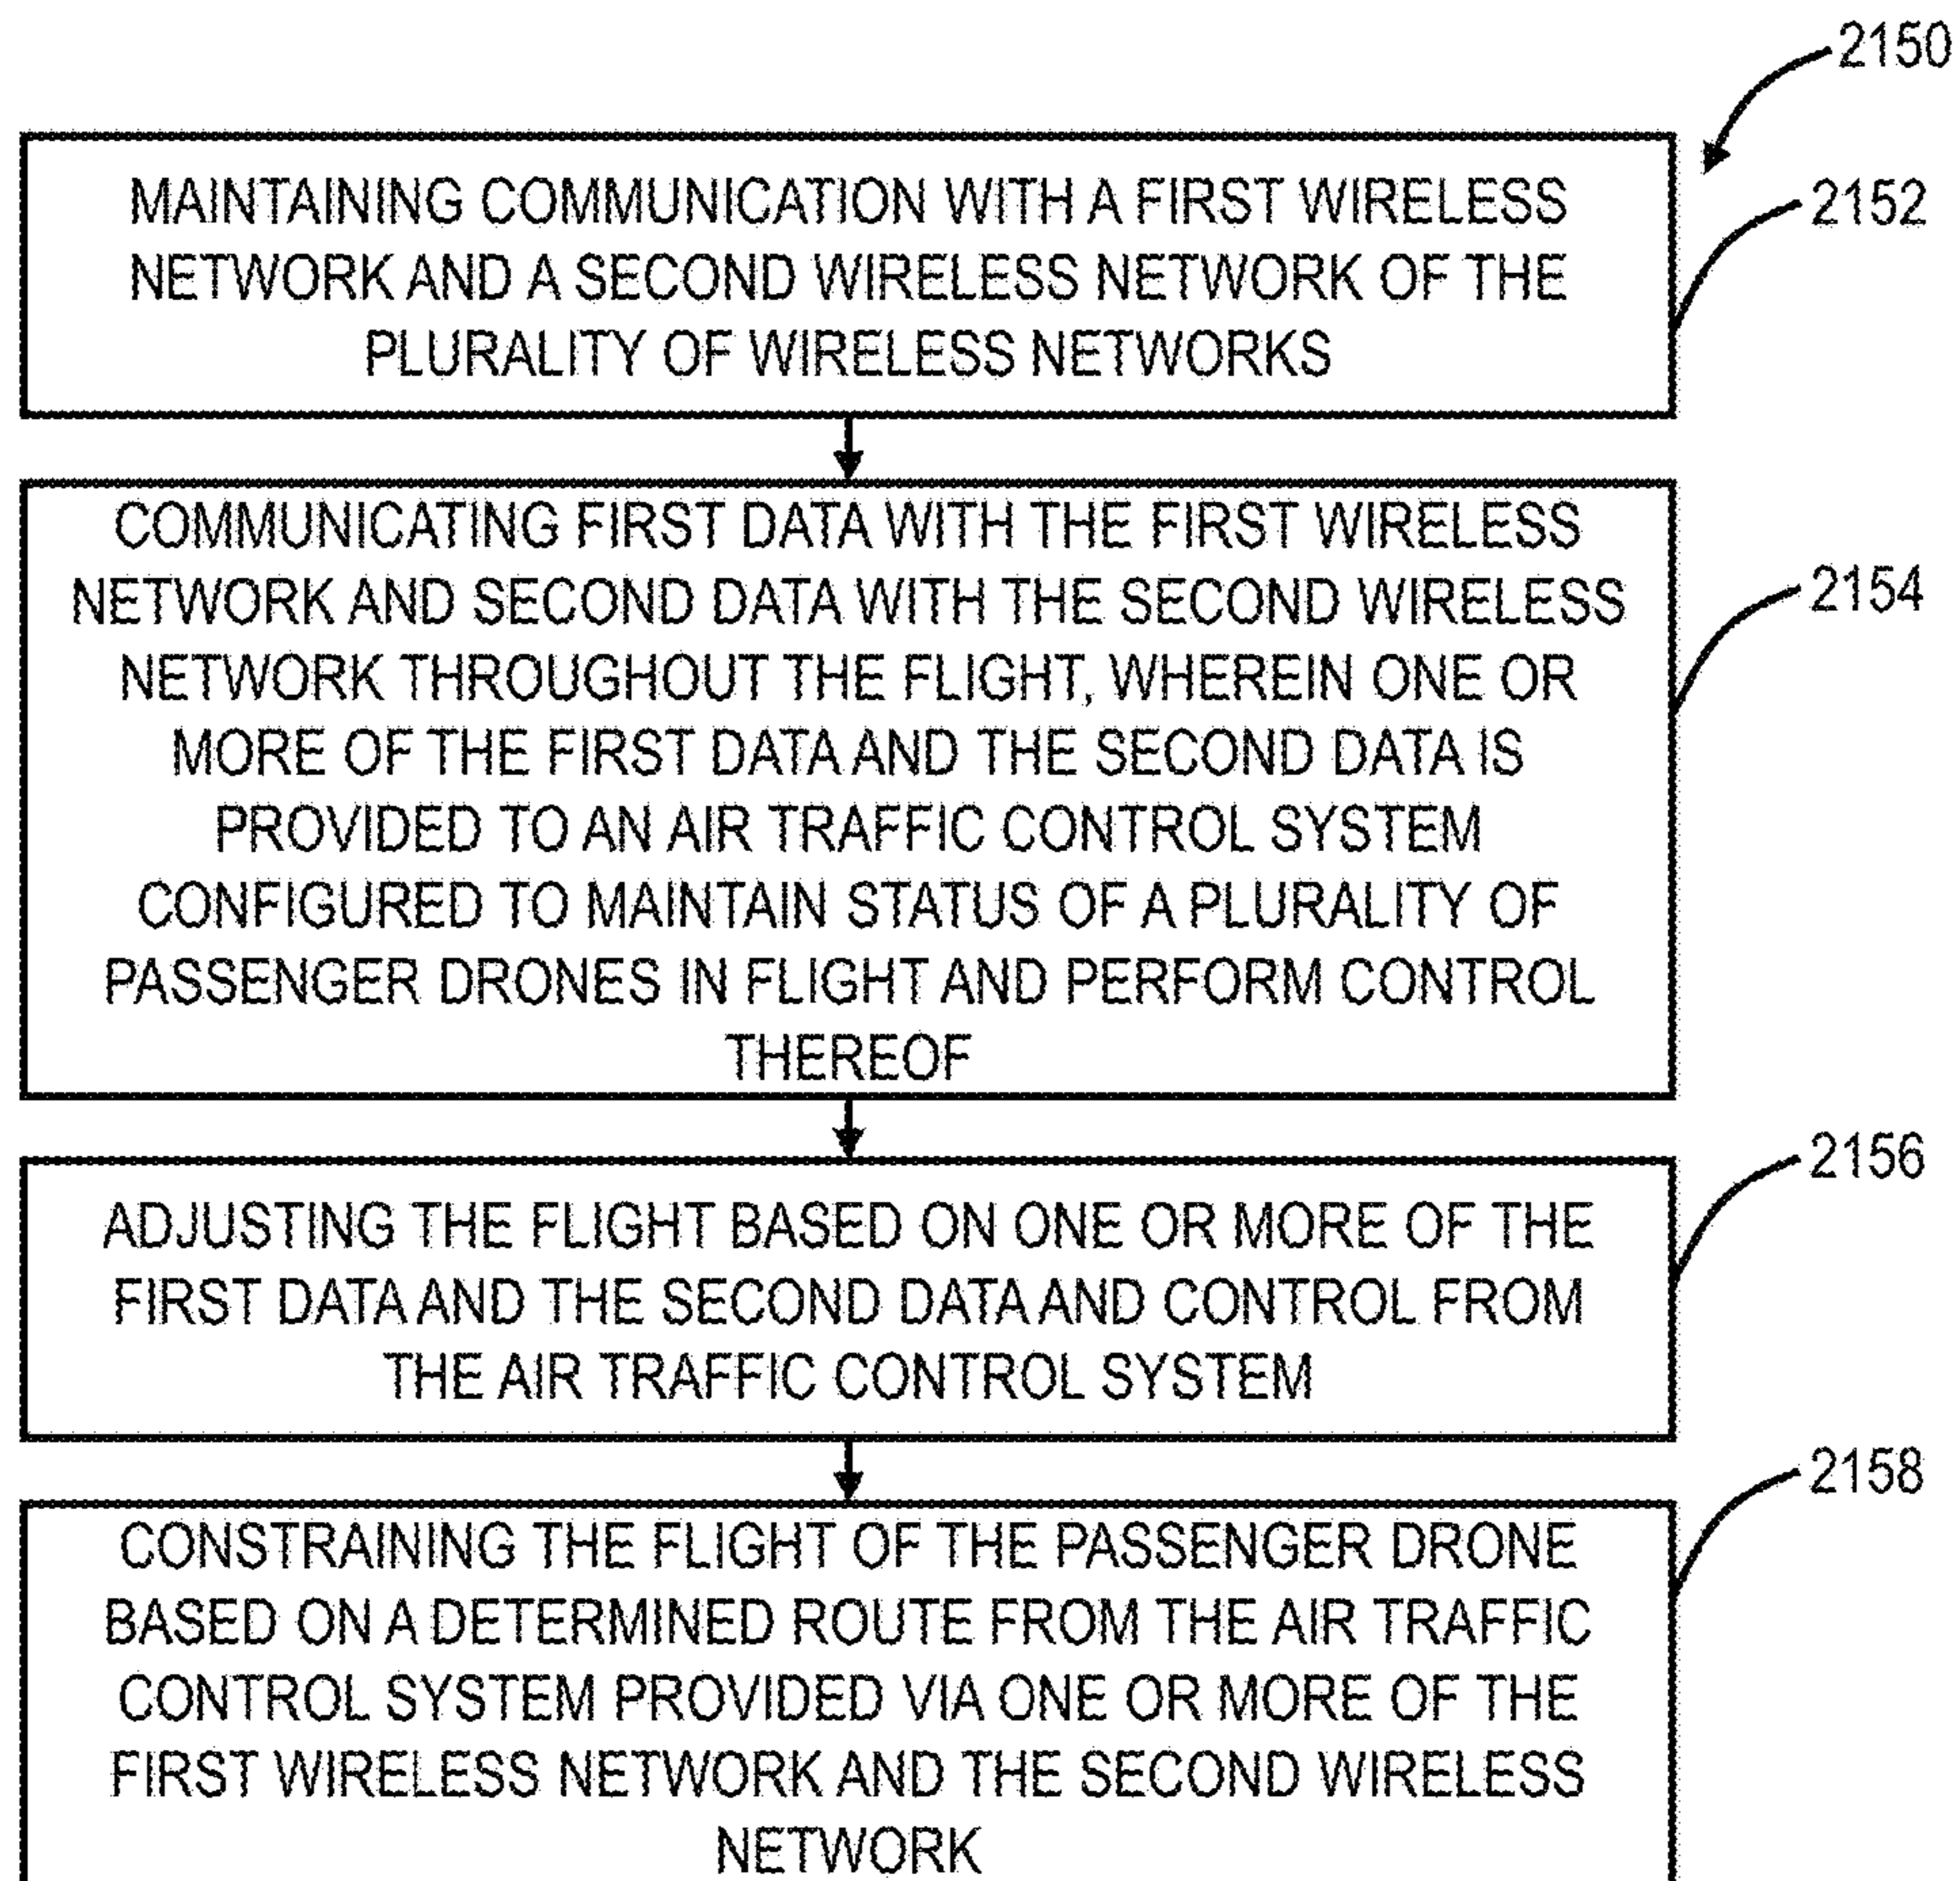 2150
MAINTAINING COMMUNICATION WITH A FIRST WIRELESS
NETWORK AND A SECOND WIRELESS NETWORK OF THE
PLURALITY OF WIRELESS NETWORKS
2152
COMMUNICATING FIRST DATA WITH THE FIRST WIRELESS
NETWORK AND SECOND DATA WITH THE SECOND WIRELESS
NETWORK THROUGHOUT THE FLIGHT, WHEREIN ONE OR
MORE OF THE FIRST DATA AND THE SECOND DATA IS
PROVIDED TO AN AIR TRAFFIC CONTROL SYSTEM
CONFIGURED TO MAINTAIN STATUS OF A PLURALITY OF
PASSENGER DRONES IN FLIGHT AND PERFORM CONTROL
THEREOF
2154
ADJUSTING THE FLIGHT BASED ON ONE OR MORE OF THE
FIRST DATA AND THE SECOND DATA AND CONTROL FROM
THE AIR TRAFFIC CONTROL SYSTEM
2156
CONSTRAINING THE FLIGHT OF THE PASSENGER DRONE
BASED ON A DETERMINED ROUTE FROM THE AIR TRAFFIC
CONTROL SYSTEM PROVIDED VIA ONE OR MORE OF THE
FIRST WIRELESS NETWORK AND THE SECOND WIRELESS
NETWORK
2158